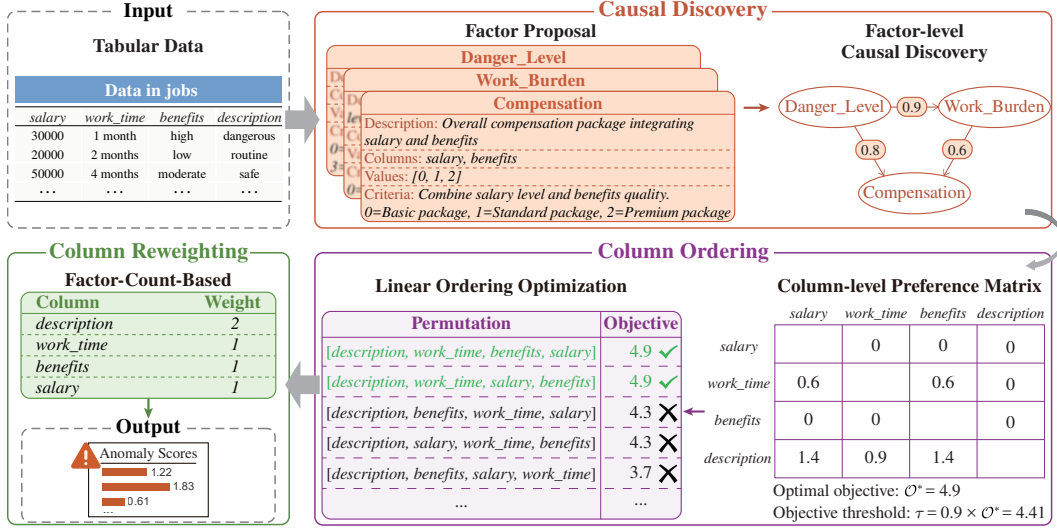 Input
Tabular Data
Data in jobs
salary work_time benefits description
30000 1 month high dangerous
20000 2 months low routine
50000 4 months moderate safe
... ... ... ...
Causal Discovery
Factor Proposal
Danger_Level
Work_Burden
Compensation
Description: Overall compensation package integrating
salary and benefits
Columns: salary, benefits
Values: [0, 1, 2]
Criteria: Combine salary level and benefits quality.
0=Basic package, 1=Standard package, 2=Premium package
Factor-level
Causal Discovery
Danger_Level 0.9 Work_Burden
0.8 0.6
Compensation
Column Ordering
Column-level Preference Matrix
salary work_time benefits description
salary 0 0 0
work_time 0.6 0.6 0
benefits 0 0 0
description 1.4 0.9 1.4
Optimal objective: 𝒪* = 4.9
Objective threshold: τ = 0.9 × 𝒪* = 4.41
Linear Ordering Optimization
Permutation Objective
[description, work_time, benefits, salary] 4.9 ✓
[description, work_time, salary, benefits] 4.9 ✓
[description, benefits, work_time, salary] 4.3 ✗
[description, salary, work_time, benefits] 4.3 ✗
[description, benefits, salary, work_time] 3.7 ✗
... ...
Column Reweighting
Factor-Count-Based
Column Weight
description 2
work_time 1
benefits 1
salary 1
Output
Anomaly Scores
1.22
1.83
0.61
...